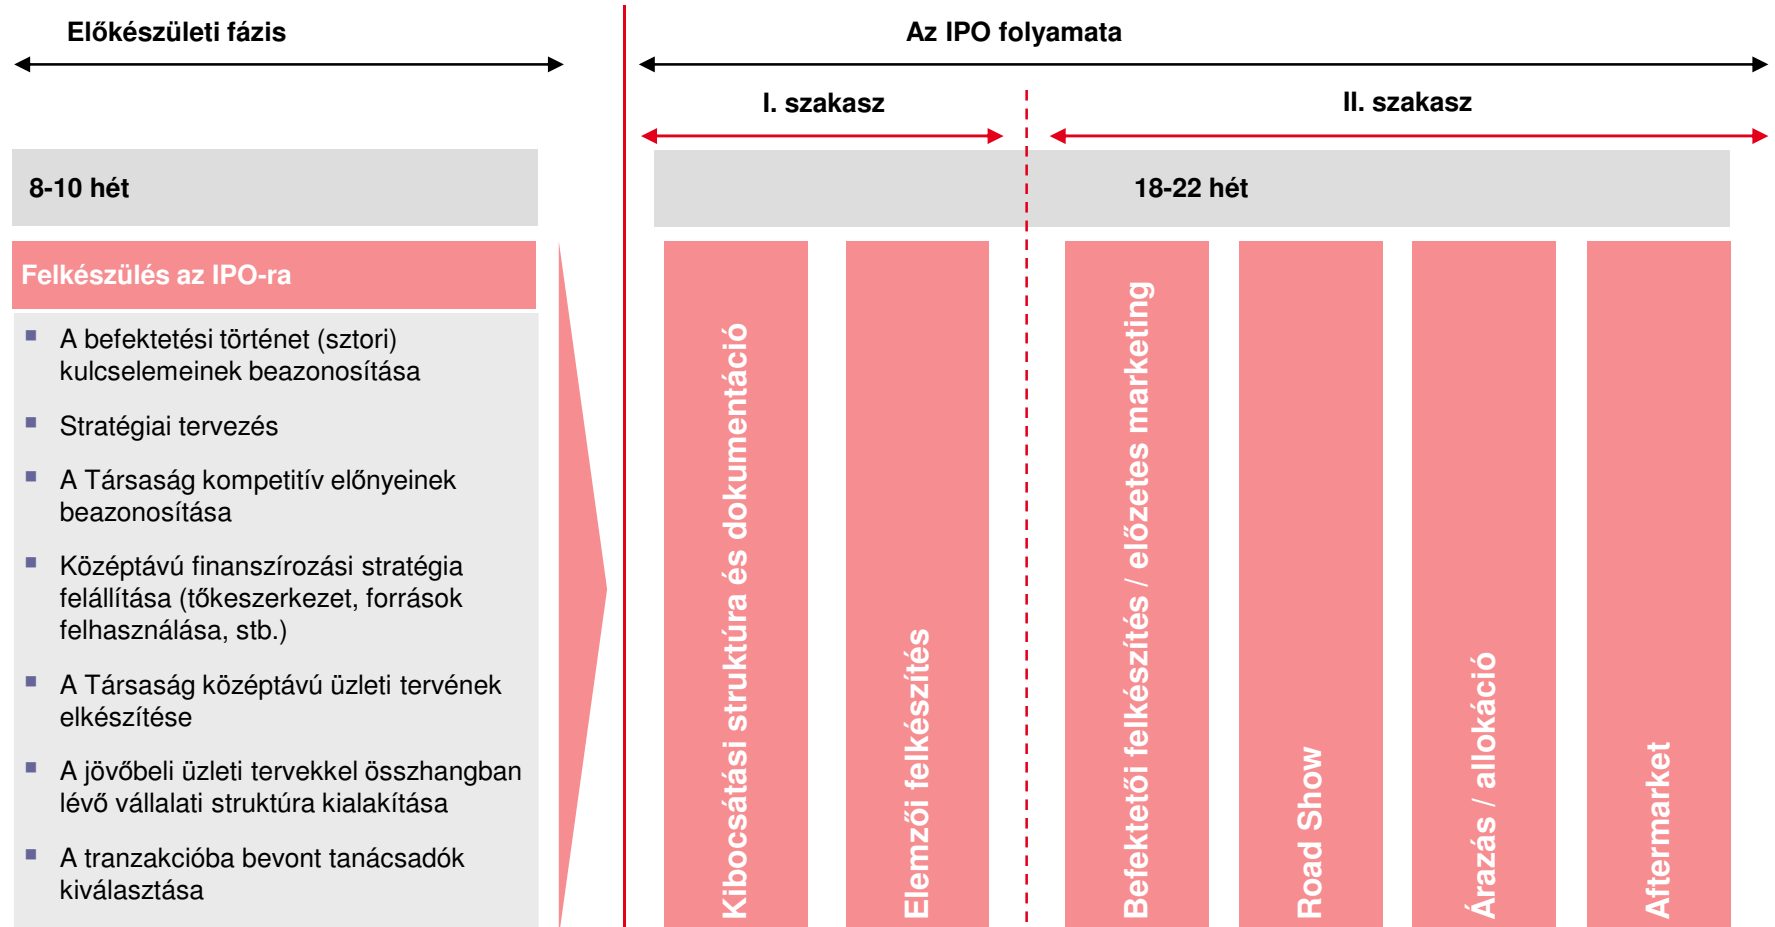 Előkészületi fázis
Az IPO folyamata
I. szakasz
II. szakasz
8-10 hét
18-22 hét
Felkészülés az IPO-ra
A befektetési történet (sztori)
kulcselemeinek beazonosítása
Stratégiai tervezés
A Társaság kompetitív előnyeinek
beazonosítása
Középtávú finanszírozási stratégia
felállítása (tőkeszerkezet, források
felhasználása, stb.)
A Társaság középtávú üzleti tervének
elkészítése
A jövőbeli üzleti tervekkel összhangban
lévő vállalati struktúra kialakítása
A tranzakcióba bevont tanácsadók
kiválasztása
Kibocsátási struktúra és dokumentáció
Elemzői felkészítés
Befektetői felkészítés / előzetes marketing
Road Show
Árazás / allokáció
Aftermarket